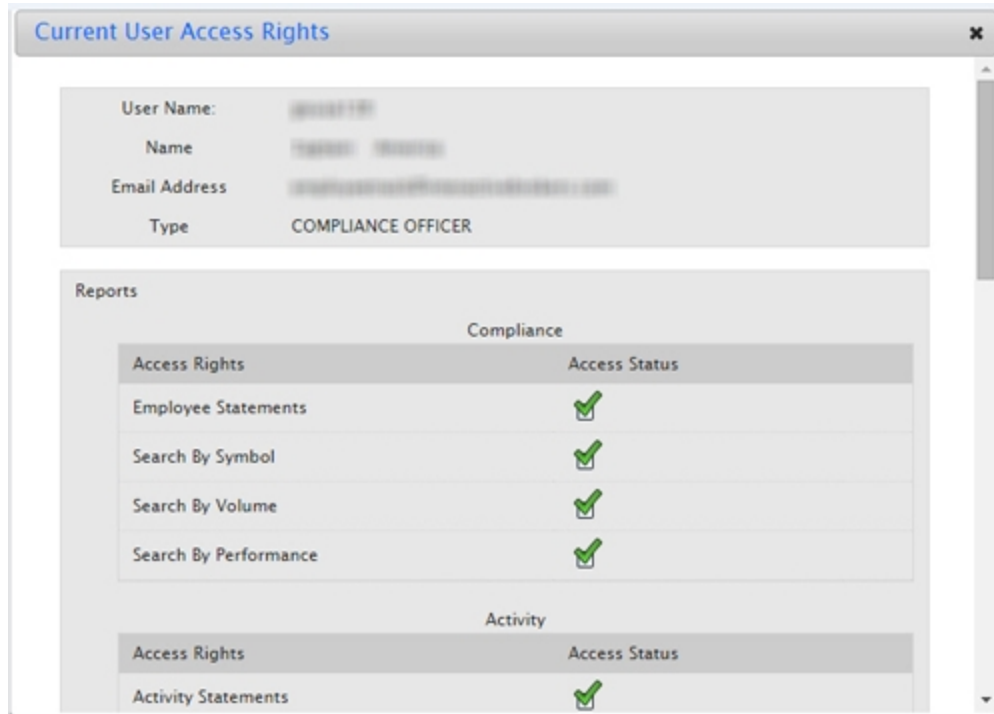 Current User Access Rights
User Name:
Name
Email Address
Type COMPLIANCE OFFICER
Reports
Compliance
Access Rights Access Status
Employee Statements
Search By Symbol
Search By Volume
Search By Performance
Activity
Access Rights Access Status
Activity Statements